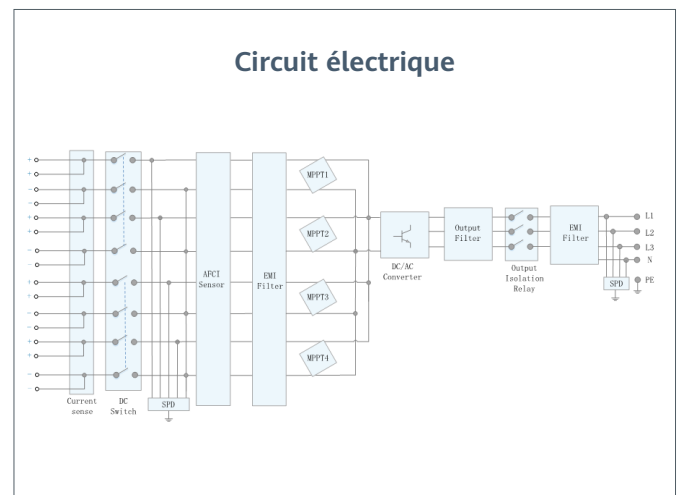 Circuit électrique
+
+
-
-
+
+
-
-
+
+
-
-
+
+
-
-
Current
sense
DC
Switch
SPD
AFCI
Sensor
EMI
Filter
MPPT1
MPPT2
MPPT3
MPPT4
DC/AC
Converter
Output
Filter
Output
Isolation
Relay
EMI
Filter
L1
L2
L3
N
PE
SPD